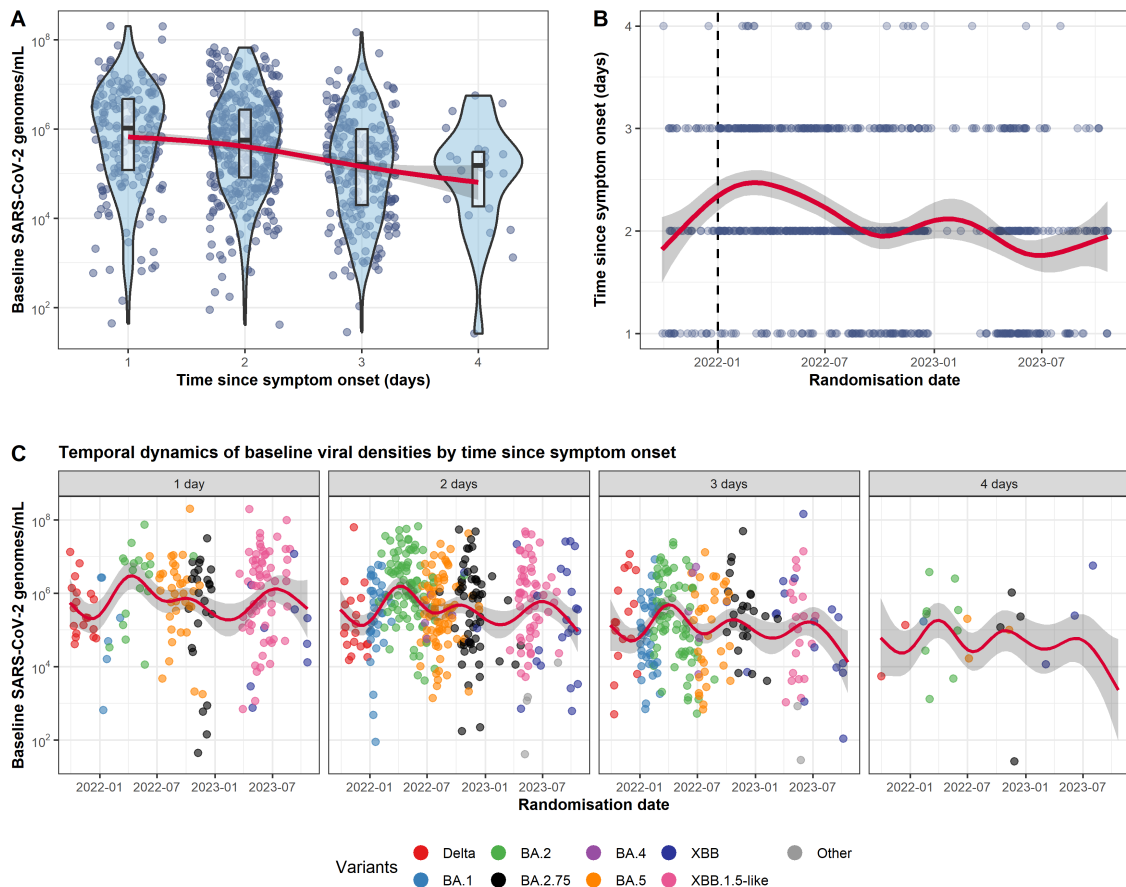 A
Baseline SARS-CoV-2 genomes/mL
10^8
10^6
10^4
10^2
1 2 3 4
Time since symptom onset (days)
B
Time since symptom onset (days)
4
3
2
1
2022-01 2022-07 2023-01 2023-07
Randomisation date
C Temporal dynamics of baseline viral densities by time since symptom onset
1 day 2 days 3 days 4 days
Baseline SARS-CoV-2 genomes/mL
10^8
10^6
10^4
10^2
2022-01 2022-07 2023-01 2023-07 2022-01 2022-07 2023-01 2023-07 2022-01 2022-07 2023-01 2023-07 2022-01 2022-07 2023-01 2023-07
Randomisation date
Variants
Delta BA.2 BA.4 XBB Other
BA.1 BA.2.75 BA.5 XBB.1.5-like